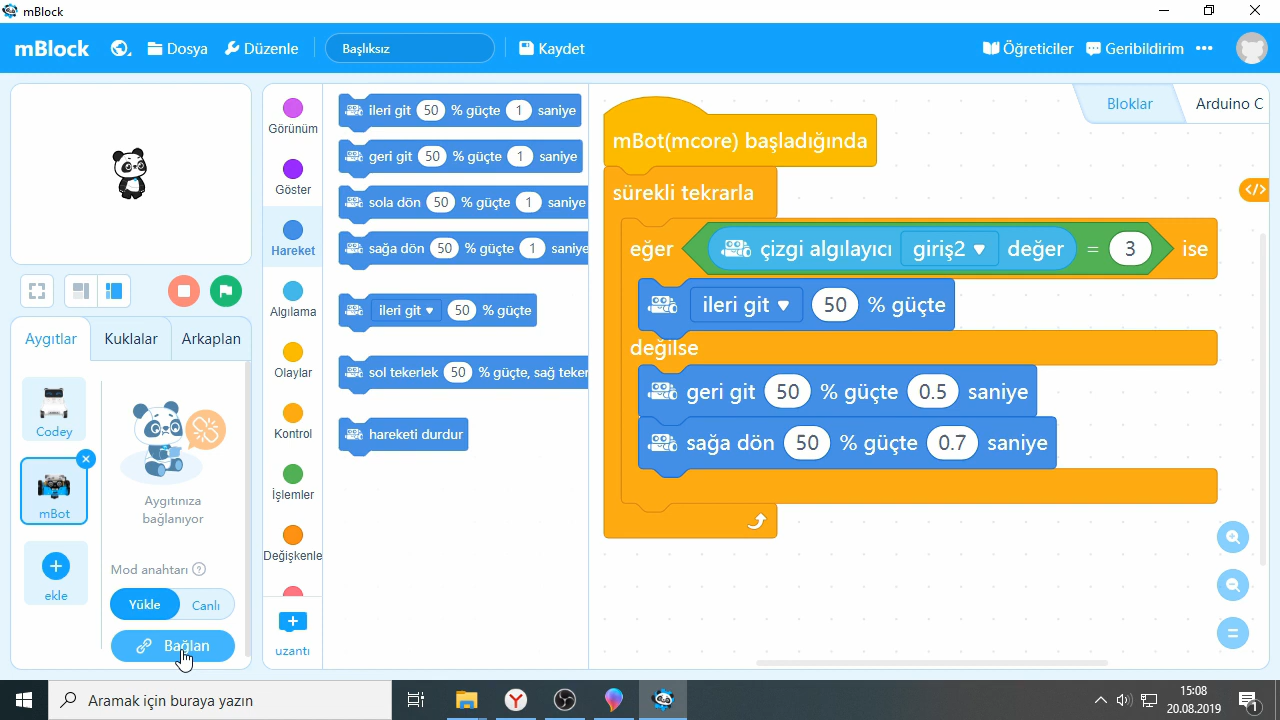 mBlock
mBlock Dosya Düzenle Başlıksız Kaydet Öğreticiler Geribildirim
Aygıtlar Kuklalar Arkaplan
Codey
mBot
ekle
Aygıtınıza
bağlanıyor
Mod anahtarı
Yükle Canlı
Bağlan
Görünüm
Göster
Hareket
Algılama
Olaylar
Kontrol
İşlemler
Değişkenle
uzantı
ileri git 50 % güçte 1 saniye
geri git 50 % güçte 1 saniye
sola dön 50 % güçte 1 saniye
sağa dön 50 % güçte 1 saniye
ileri git 50 % güçte
sol tekerlek 50 % güçte, sağ teker
hareketi durdur
Bloklar Arduino C
mBot(mcore) başladığında
sürekli tekrarla
eğer çizgi algılayıcı giriş2 değer = 3 ise
ileri git 50 % güçte
değilse
geri git 50 % güçte 0.5 saniye
sağa dön 50 % güçte 0.7 saniye
Aramak için buraya yazın
15:08
20.08.2019
1